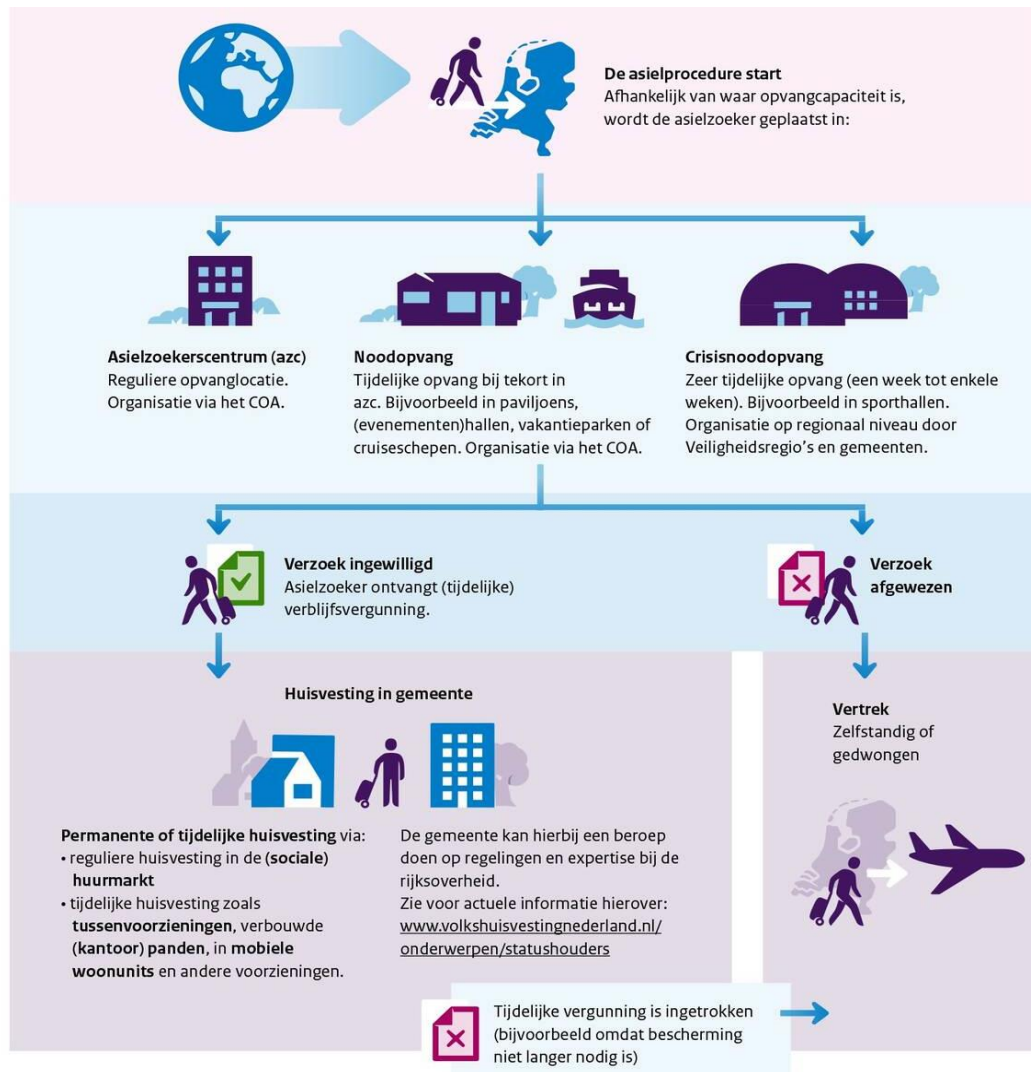 De asielprocedure start
Afhankelijk van waar opvangcapaciteit is,
wordt de asielzoeker geplaatst in:
Asielzoekerscentrum (azc)
Reguliere opvanglocatie.
Organisatie via het COA.
Noodopvang
Tijdelijke opvang bij tekort in
azc. Bijvoorbeeld in paviljoens,
(evenementen)hallen, vakantieparken of
cruiseschepen. Organisatie via het COA.
Crisisnoodopvang
Zeer tijdelijke opvang (een week tot enkele
weken). Bijvoorbeeld in sporthallen.
Organisatie op regionaal niveau door
Veiligheidsregio's en gemeenten.
Verzoek ingewilligd
Asielzoeker ontvangt (tijdelijke)
verblijfsvergunning.
Verzoek
afgewezen
Huisvesting in gemeente
Permanente of tijdelijke huisvesting via:
• reguliere huisvesting in de (sociale)
huurmarkt
• tijdelijke huisvesting zoals
tussenvoorzieningen, verbouwde
(kantoor) panden, in mobiele
woonunits en andere voorzieningen.
De gemeente kan hierbij een beroep
doen op regelingen en expertise bij de
rijksoverheid.
Zie voor actuele informatie hierover:
www.volkshuisvestingnederland.nl/
onderwerpen/statushouders
Vertrek
Zelfstandig of
gedwongen
Tijdelijke vergunning is ingetrokken
(bijvoorbeeld omdat bescherming
niet langer nodig is)